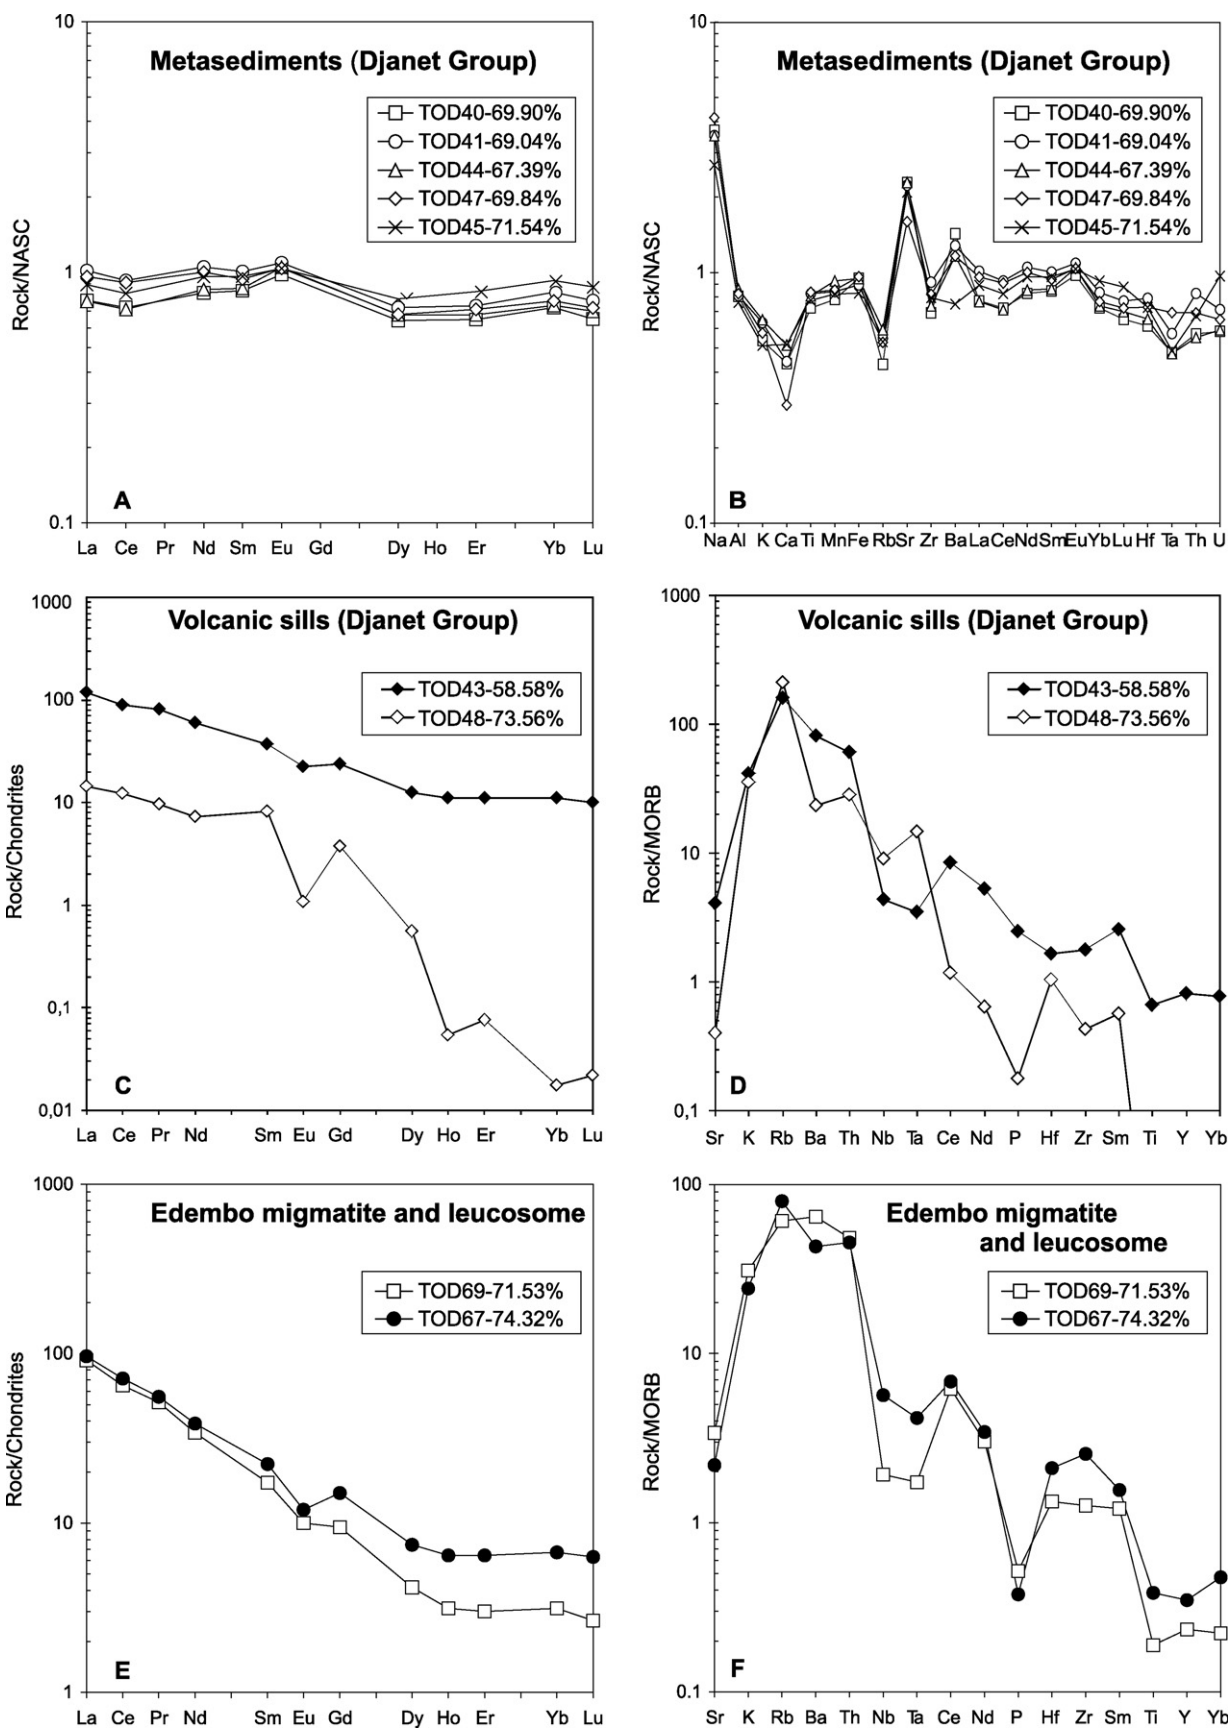 10
Metasediments (Djanet Group)
TOD40-69.90%
TOD41-69.04%
TOD44-67.39%
TOD47-69.84%
TOD45-71.54%
Rock/NASC
1
A
0.1
La Ce Pr Nd Sm Eu Gd Dy Ho Er Yb Lu
10
Metasediments (Djanet Group)
TOD40-69.90%
TOD41-69.04%
TOD44-67.39%
TOD47-69.84%
TOD45-71.54%
Rock/NASC
1
B
0.1
Na Al K Ca Ti Mn Fe Rb Sr Zr Ba La Ce Nd Sm Eu Yb Lu Hf Ta Th U
1000
Volcanic sills (Djanet Group)
TOD43-58.58%
TOD48-73.56%
100
Rock/Chondrites
10
1
0,1
C
0,01
La Ce Pr Nd Sm Eu Gd Dy Ho Er Yb Lu
1000
Volcanic sills (Djanet Group)
TOD43-58.58%
TOD48-73.56%
100
Rock/MORB
10
1
D
0,1
Sr K Rb Ba Th Nb Ta Ce Nd P Hf Zr Sm Ti Y Yb
1000
Edembo migmatite and leucosome
TOD69-71.53%
TOD67-74.32%
100
Rock/Chondrites
10
E
1
La Ce Pr Nd Sm Eu Gd Dy Ho Er Yb Lu
100
Edembo migmatite
and leucosome
TOD69-71.53%
TOD67-74.32%
10
Rock/MORB
1
F
0.1
Sr K Rb Ba Th Nb Ta Ce Nd P Hf Zr Sm Ti Y Yb